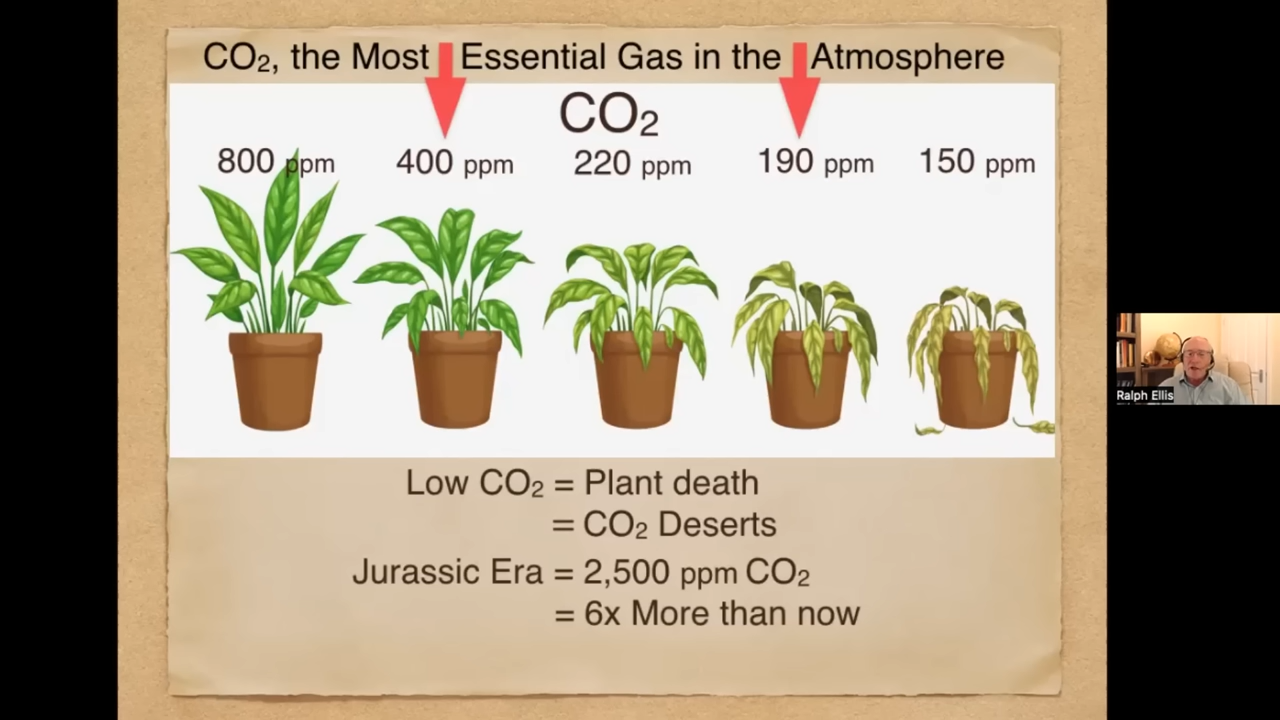 CO₂, the Most Essential Gas in the Atmosphere
CO₂
800 ppm 400 ppm 220 ppm 190 ppm 150 ppm
Low CO₂ = Plant death
= CO₂ Deserts
Jurassic Era = 2,500 ppm CO₂
= 6x More than now
Ralph Ellis